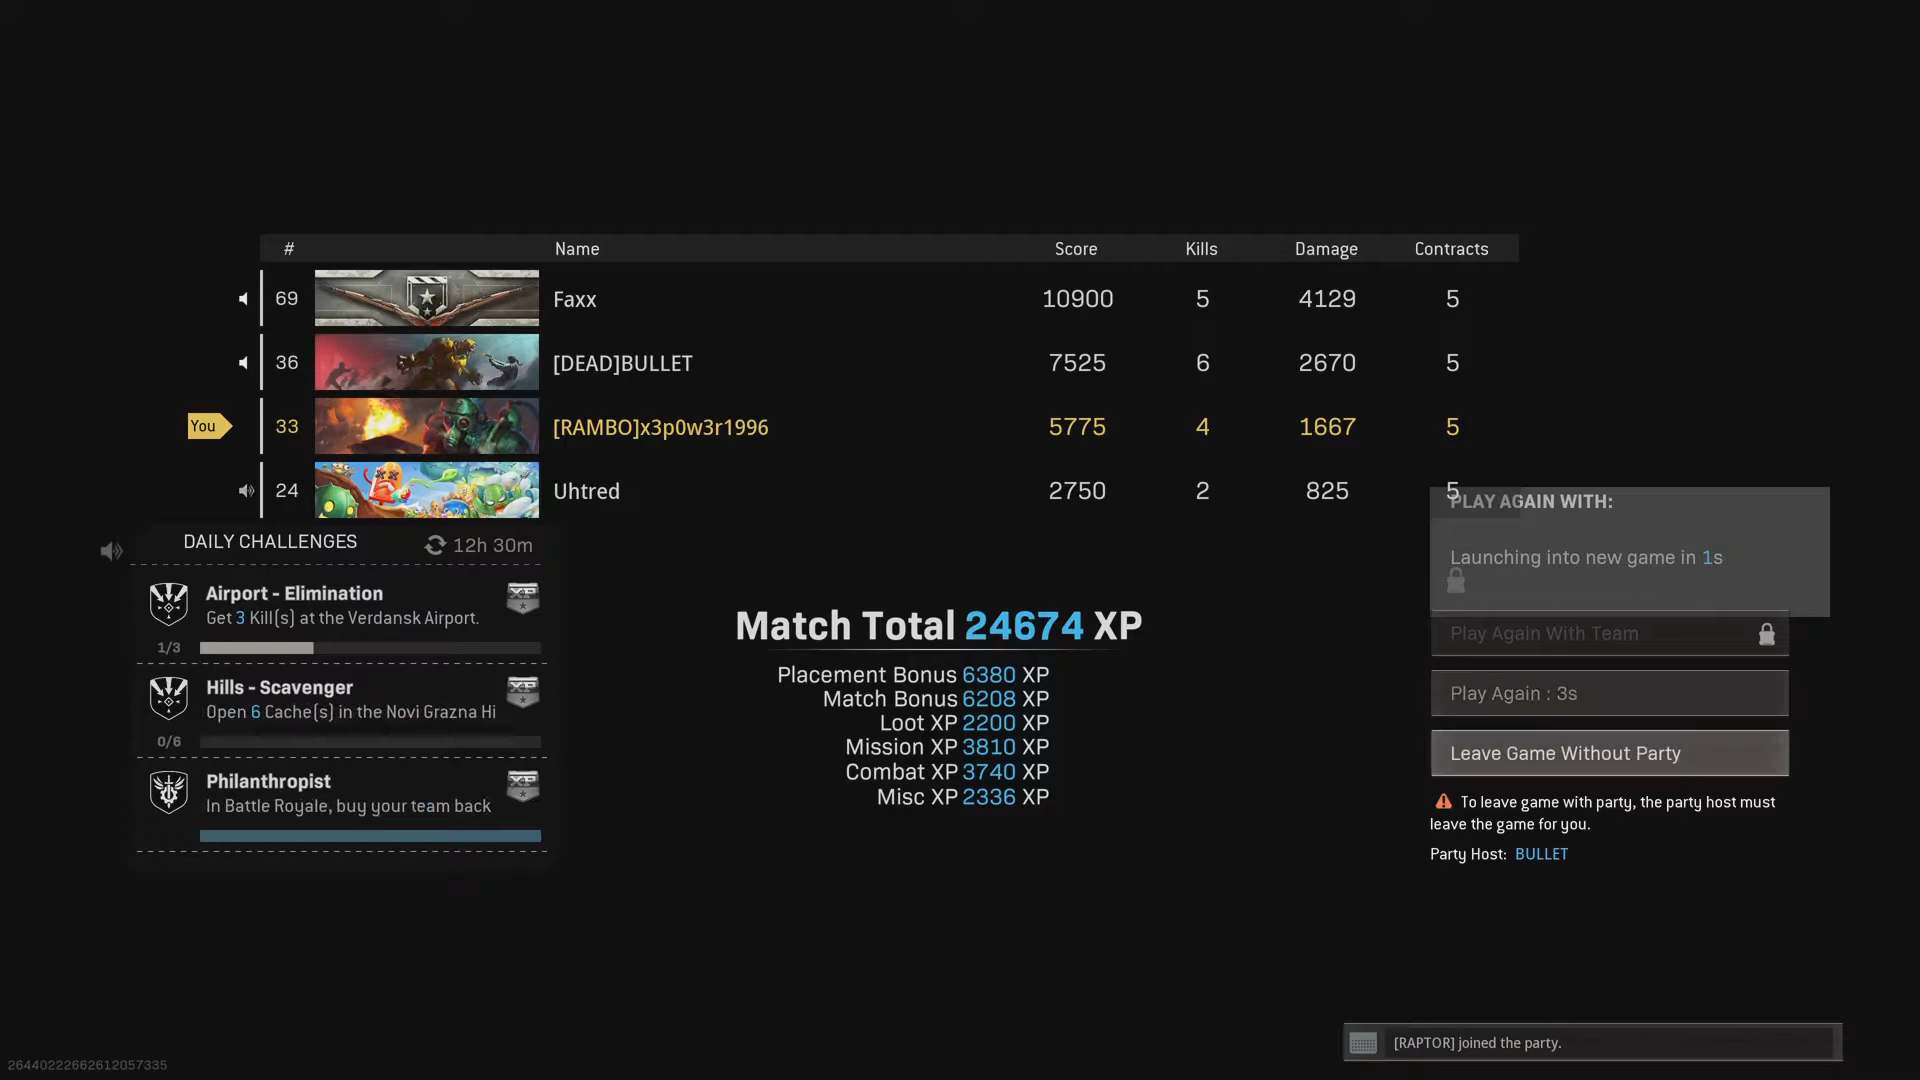 # Name Score Kills Damage Contracts
69 Faxx 10900 5 4129 5
36 [DEAD]BULLET 7525 6 2670 5
You 33 [RAMBO]x3p0w3r1996 5775 4 1667 5
24 Uhtred 2750 2 825 5
DAILY CHALLENGES 12h 30m
Airport - Elimination
XP
Get 3 Kill(s) at the Verdansk Airport.
1/3
Hills - Scavenger
XP
Open 6 Cache(s) in the Novi Grazna Hi
0/6
Philanthropist
XP
In Battle Royale, buy your team back
Match Total 24674 XP
Placement Bonus 6380 XP
Match Bonus 6208 XP
Loot XP 2200 XP
Mission XP 3810 XP
Combat XP 3740 XP
Misc XP 2336 XP
PLAY AGAIN WITH:
Launching into new game in 1s
Play Again With Team
Play Again : 3s
Leave Game Without Party
To leave game with party, the party host must
leave the game for you.
Party Host: BULLET
[RAPTOR] joined the party.
26440222662612057335